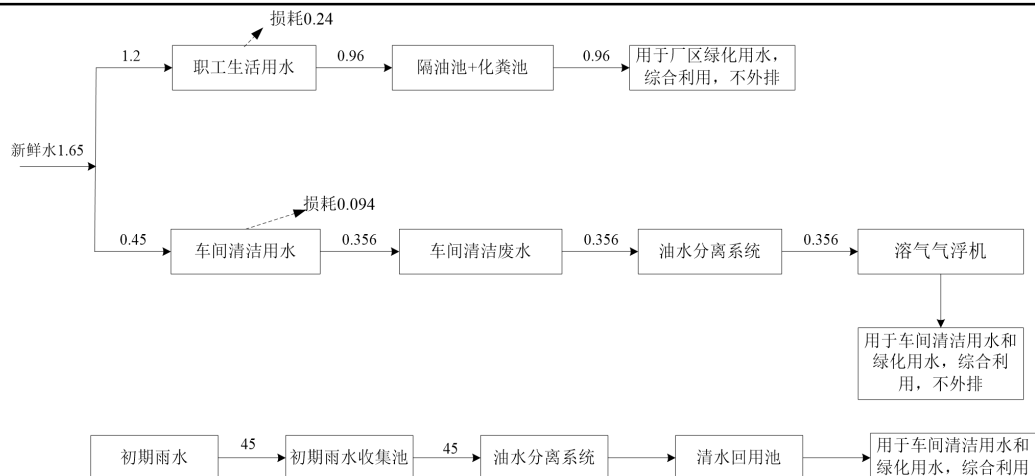 损耗0.24
1.2
职工生活用水
0.96
隔油池+化粪池
0.96
用于厂区绿化用水，
综合利用，不外排
新鲜水1.65
损耗0.094
0.45
车间清洁用水
0.356
车间清洁废水
0.356
油水分离系统
0.356
溶气气浮机
用于车间清洁用水和
绿化用水，综合利
用，不外排
初期雨水
45
初期雨水收集池
45
油水分离系统
清水回用池
用于车间清洁用水和
绿化用水，综合利用